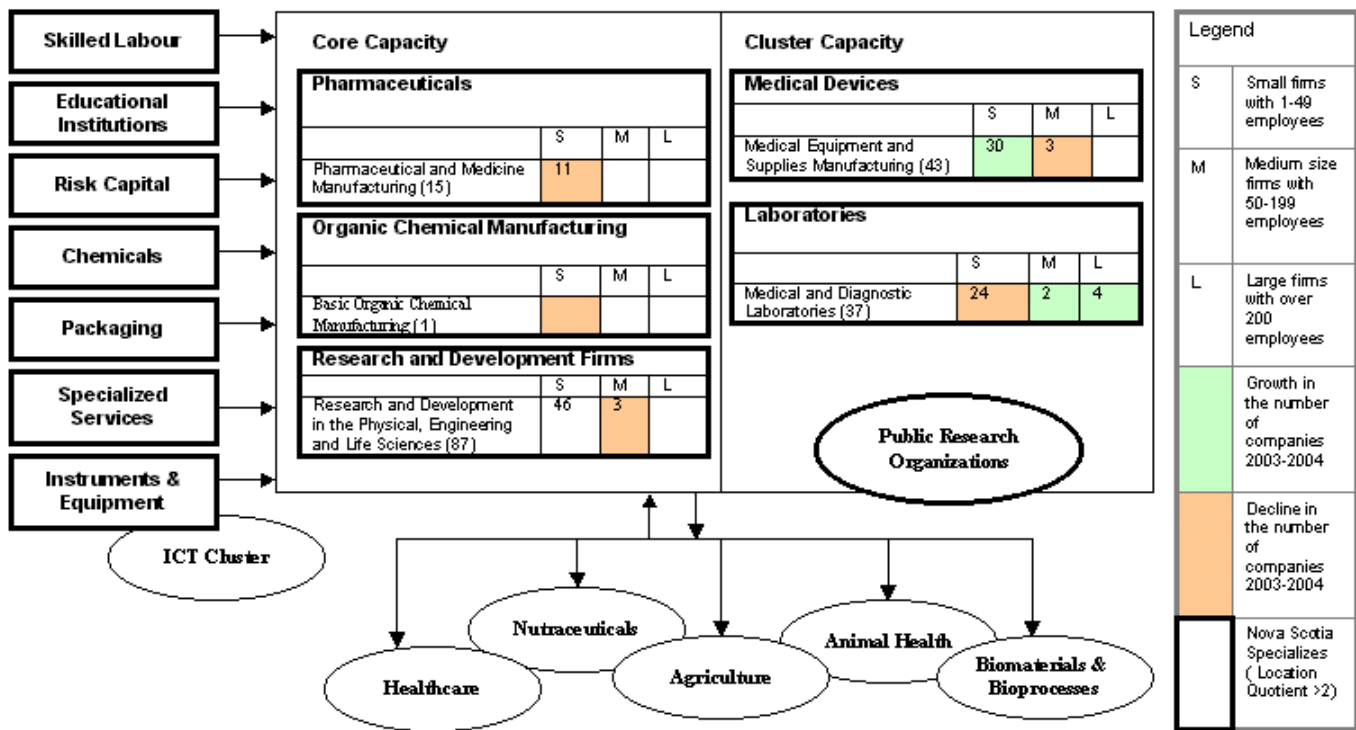 Skilled Labour
Educational
Institutions
Risk Capital
Chemicals
Packaging
Specialized
Services
Instruments &
Equipment
ICT Cluster
Core Capacity
Pharmaceuticals
S M L
Pharmaceutical and Medicine 11
Manufacturing (15)
Organic Chemical Manufacturing
S M L
Basic Organic Chemical
Manufacturing (1)
Research and Development Firms
S M L
Research and Development 46 3
in the Physical, Engineering
and Life Sciences (87)
Cluster Capacity
Medical Devices
S M L
Medical Equipment and 30 3
Supplies Manufacturing (43)
Laboratories
S M L
Medical and Diagnostic 24 2 4
Laboratories (37)
Public Research
Organizations
Nutraceuticals
Animal Health
Healthcare
Agriculture
Biomaterials &
Bioprocesses
Legend
S Small firms
with 1-49
employees
M Medium size
firms with
50-199
employees
L Large firms
with over
200
employees
Growth in
the number
of
companies
2003-2004
Decline in
the number
of
companies
2003-2004
Nova Scotia
Specializes
( Location
Quotient >2)